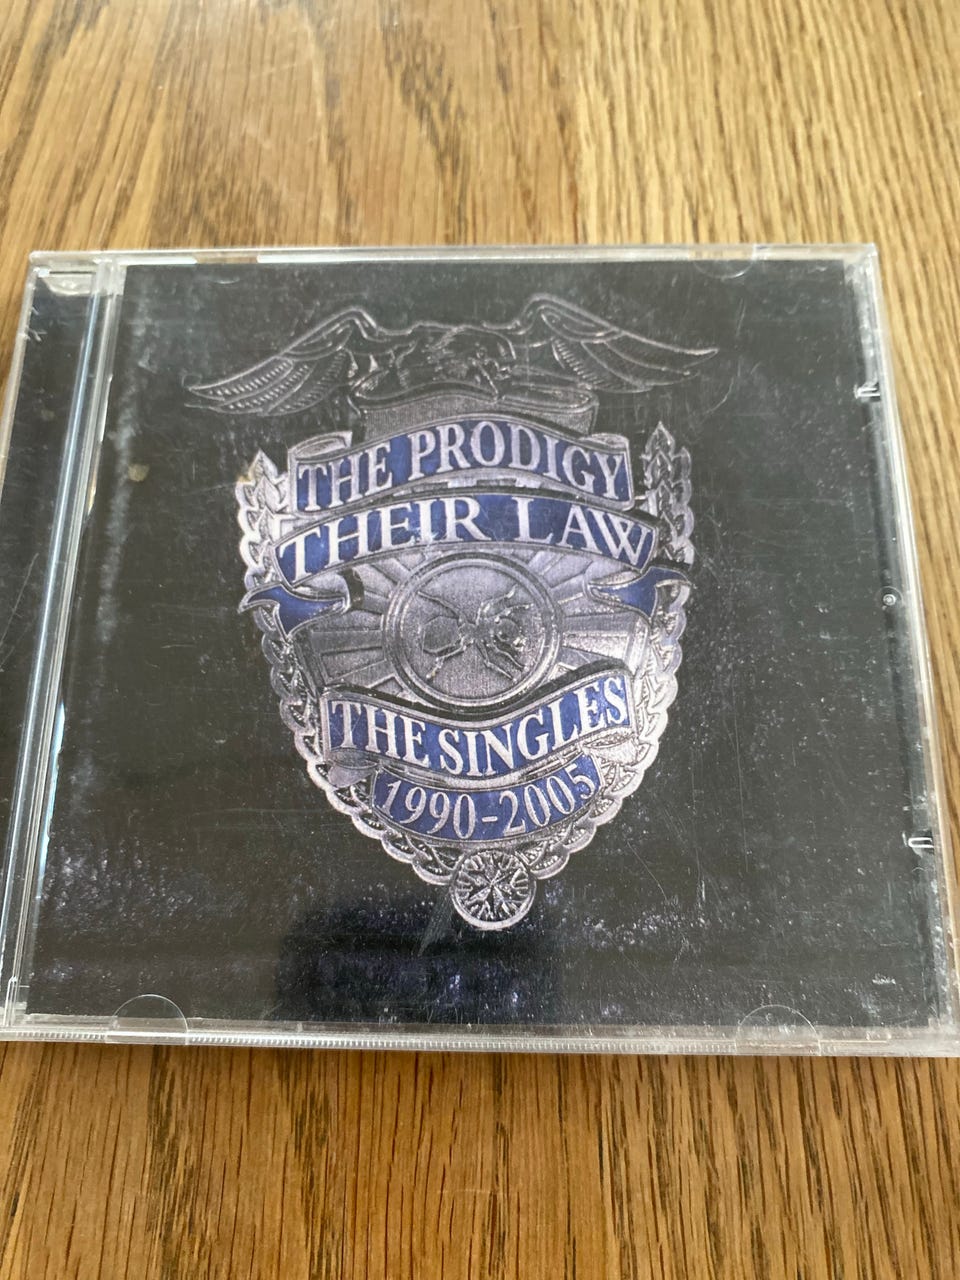 THE PRODIGY
THEIR LAW
THE SINGLES
1990-2005